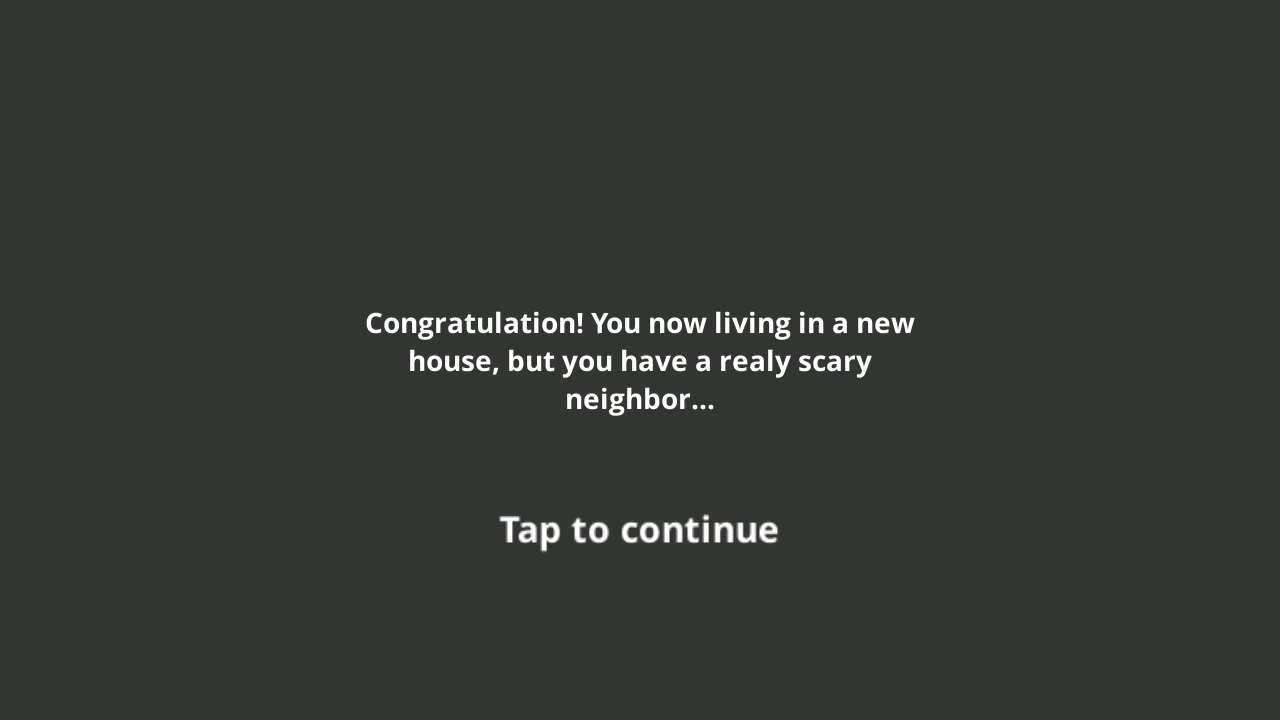 Congratulation! You now living in a new
house, but you have a realy scary
neighbor...
Tap to continue